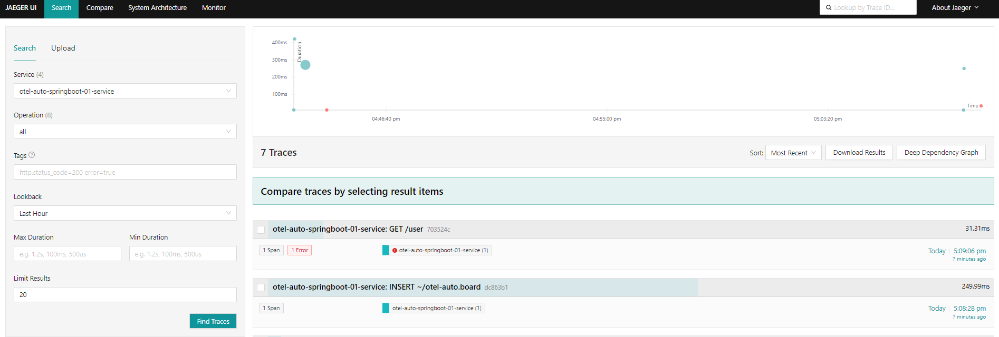 JAEGER UI Search Compare System Architecture Monitor Lookup by Trace ID... About Jaeger
Search Upload
Service (4)
otel-auto-springboot-01-service
Operation (8)
all
Tags
http.status_code=200 error=true
Lookback
Last Hour
Max Duration Min Duration
e.g. 1.2s, 100ms, 500us e.g. 1.2s, 100ms, 500us
Limit Results
20
Find Traces
Duration
400ms
300ms
200ms
100ms
Time
04:46:40 pm 04:55:00 pm 05:03:20 pm
7 Traces Sort: Most Recent Download Results Deep Dependency Graph
Compare traces by selecting result items
otel-auto-springboot-01-service: GET /user 703524c 31.31ms
1 Span 1 Error otel-auto-springboot-01-service (1) Today 5:09:06 pm
7 minutes ago
otel-auto-springboot-01-service: INSERT ~/otel-auto.board dc863b1 249.99ms
1 Span otel-auto-springboot-01-service (1) Today 5:08:28 pm
7 minutes ago